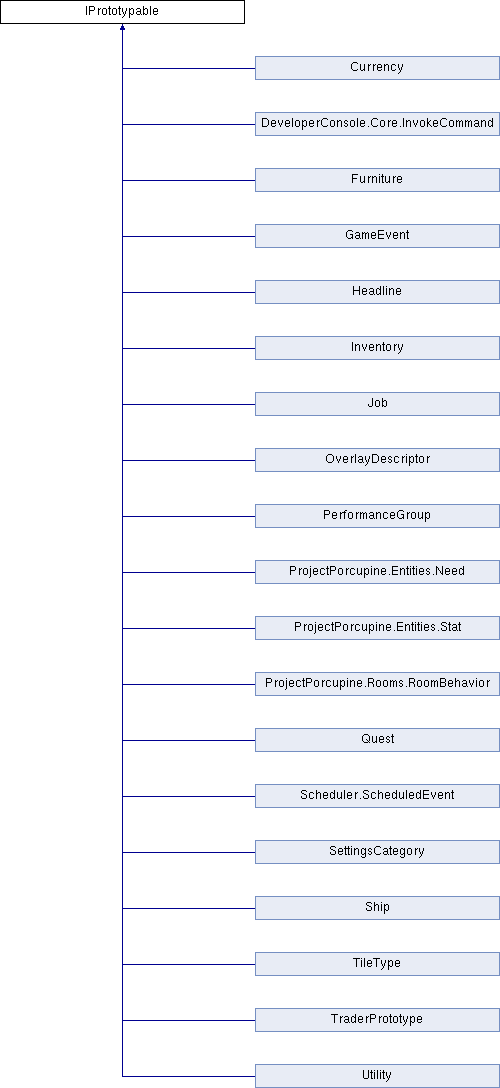 IPrototypable
Currency
DeveloperConsole.Core.InvokeCommand
Furniture
GameEvent
Headline
Inventory
Job
OverlayDescriptor
PerformanceGroup
ProjectPorcupine.Entities.Need
ProjectPorcupine.Entities.Stat
ProjectPorcupine.Rooms.RoomBehavior
Quest
Scheduler.ScheduledEvent
SettingsCategory
Ship
TileType
TraderPrototype
Utility